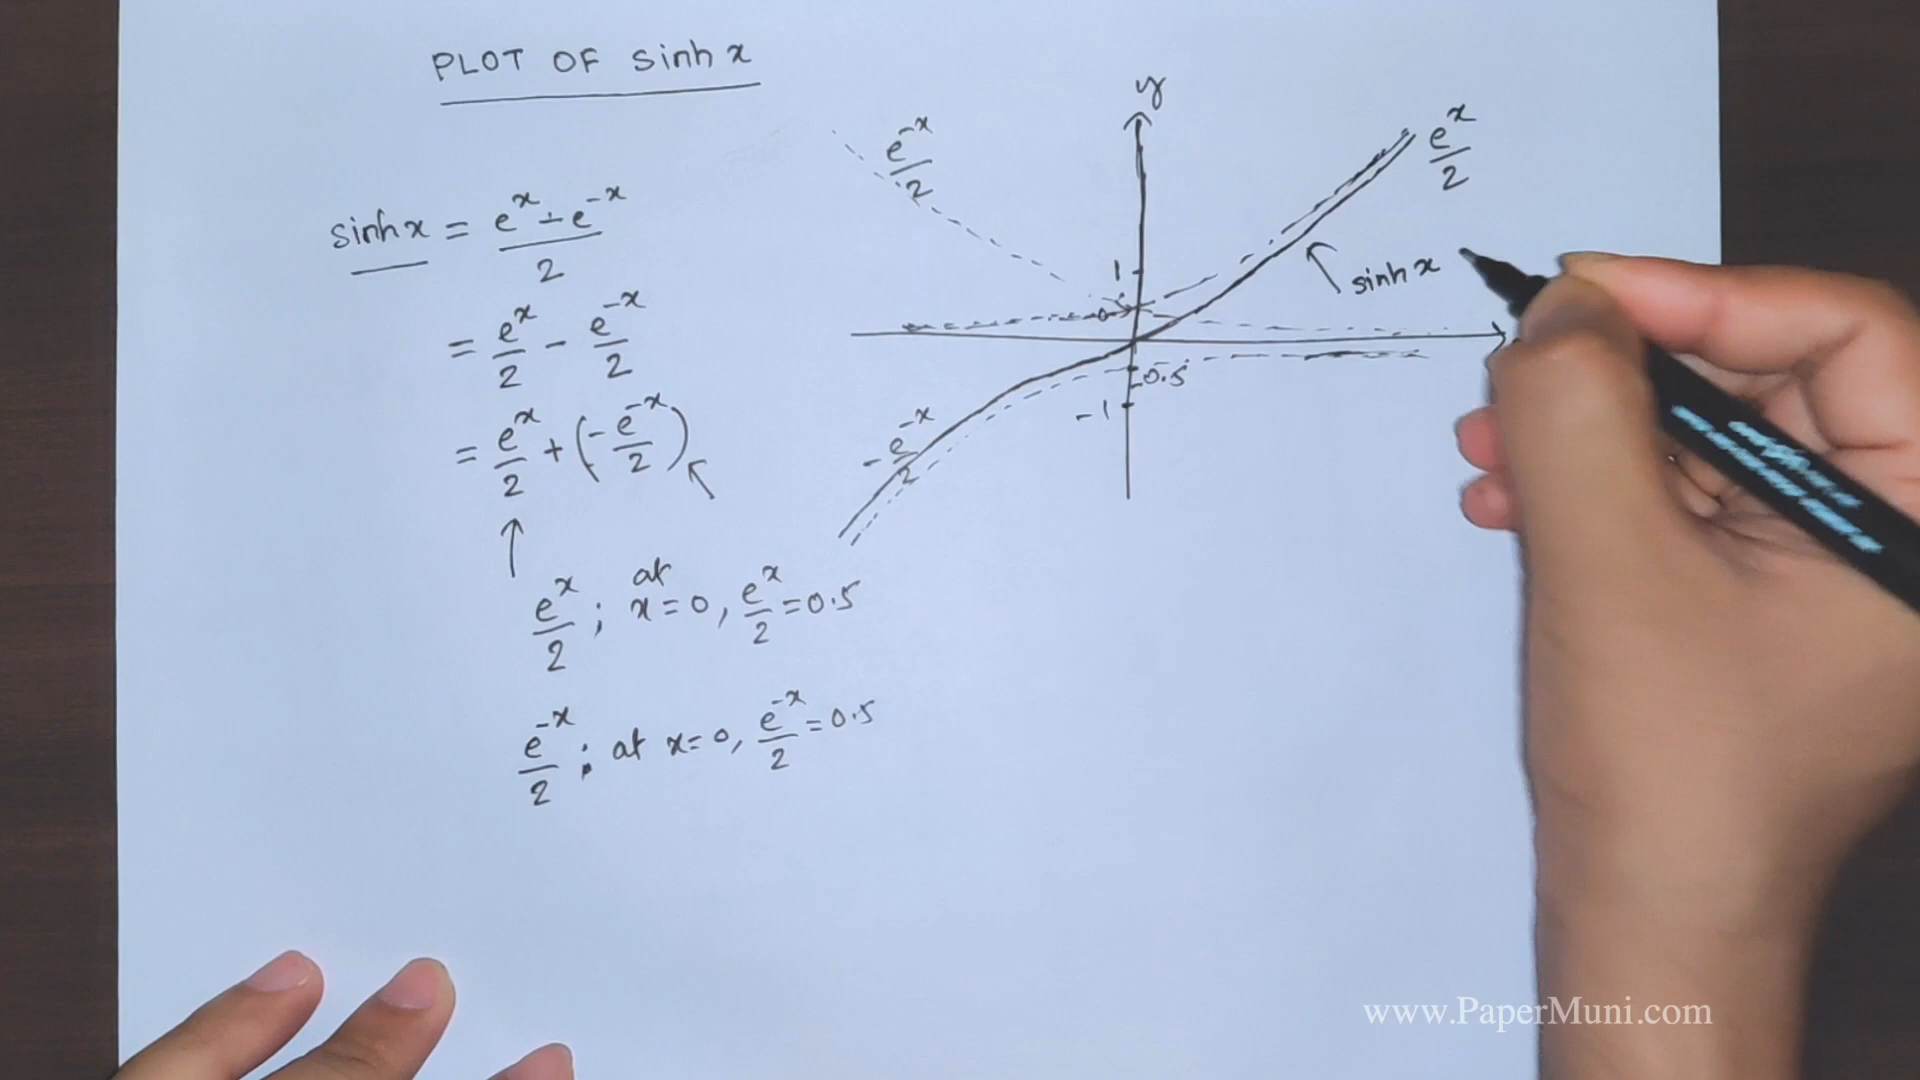 PLOT OF sinh x
sinh x = (e^x - e^-x)/2
= e^x/2 - e^-x/2
= e^x/2 + (-e^-x/2)
e^x/2 ; at x=0, e^x/2 = 0.5
e^-x/2 ; at x=0, e^-x/2 = 0.5
y
e^-x/2
e^x/2
1
sinh x
-0.5
-1
-e^-x/2
www.PaperMuni.com